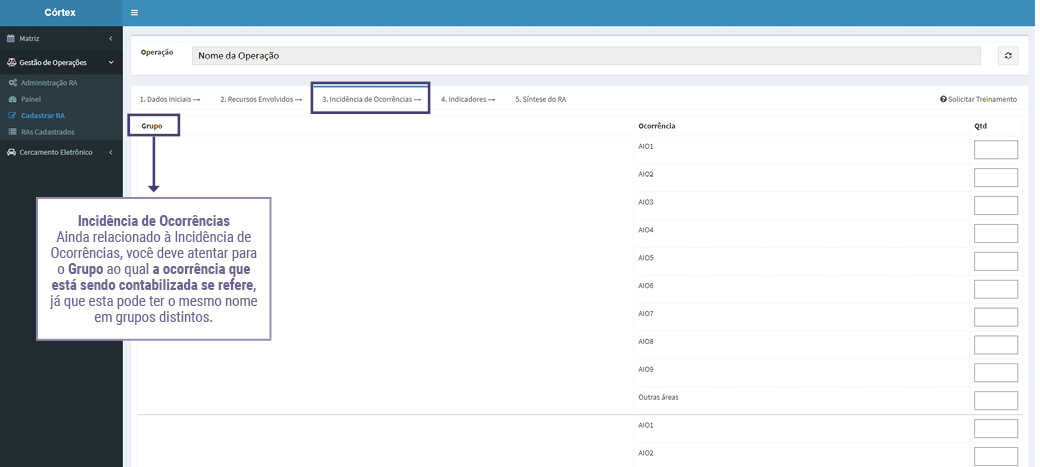 Córtex
Matriz
Gestão de Operações
Administração RA
Painel
Cadastrar RA
RAs Cadastrados
Cercamento Eletrônico
Operação
Nome da Operação
1. Dados Iniciais →
2. Recursos Envolvidos →
3. Incidência de Ocorrências →
4. Indicadores →
5. Síntese do RA
Solicitar Treinamento
Grupo
Ocorrência
Qtd
AIO1
AIO2
AIO3
AIO4
AIO5
AIO6
AIO7
AIO8
AIO9
Outras áreas
AIO1
AIO2
Incidência de Ocorrências
Ainda relacionado à Incidência de
Ocorrências, você deve atentar para
o Grupo ao qual a ocorrência que
está sendo contabilizada se refere,
já que esta pode ter o mesmo nome
em grupos distintos.